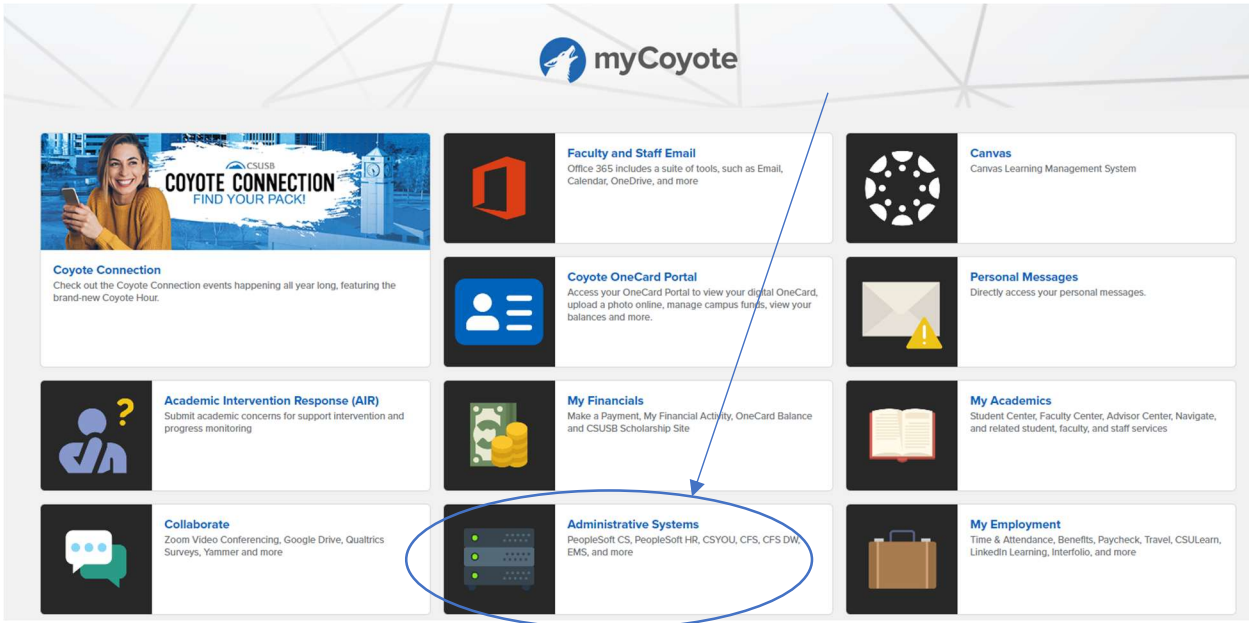 myCoyote
CSUSB
COYOTE CONNECTION
FIND YOUR PACK!
Coyote Connection
Check out the Coyote Connection events happening all year long, featuring the
brand-new Coyote Hour.
Faculty and Staff Email
Office 365 includes a suite of tools, such as Email,
Calendar, OneDrive, and more
Canvas
Canvas Learning Management System
Coyote OneCard Portal
Access your OneCard Portal to view your digital OneCard,
upload a photo online, manage campus funds, view your
balances and more.
Personal Messages
Directly access your personal messages.
Academic Intervention Response (AIR)
Submit academic concerns for support intervention and
progress monitoring
My Financials
Make a Payment, My Financial Activity, OneCard Balance
and CSUSB Scholarship Site
My Academics
Student Center, Faculty Center, Advisor Center, Navigate,
and related student, faculty, and staff services
Collaborate
Zoom Video Conferencing, Google Drive, Qualtrics
Surveys, Yammer and more
Administrative Systems
PeopleSoft CS, PeopleSoft HR, CSYOU, CFS, CFS DW,
EMS, and more
My Employment
Time & Attendance, Benefits, Paycheck, Travel, CSULearn,
LinkedIn Learning, Interfolio, and more